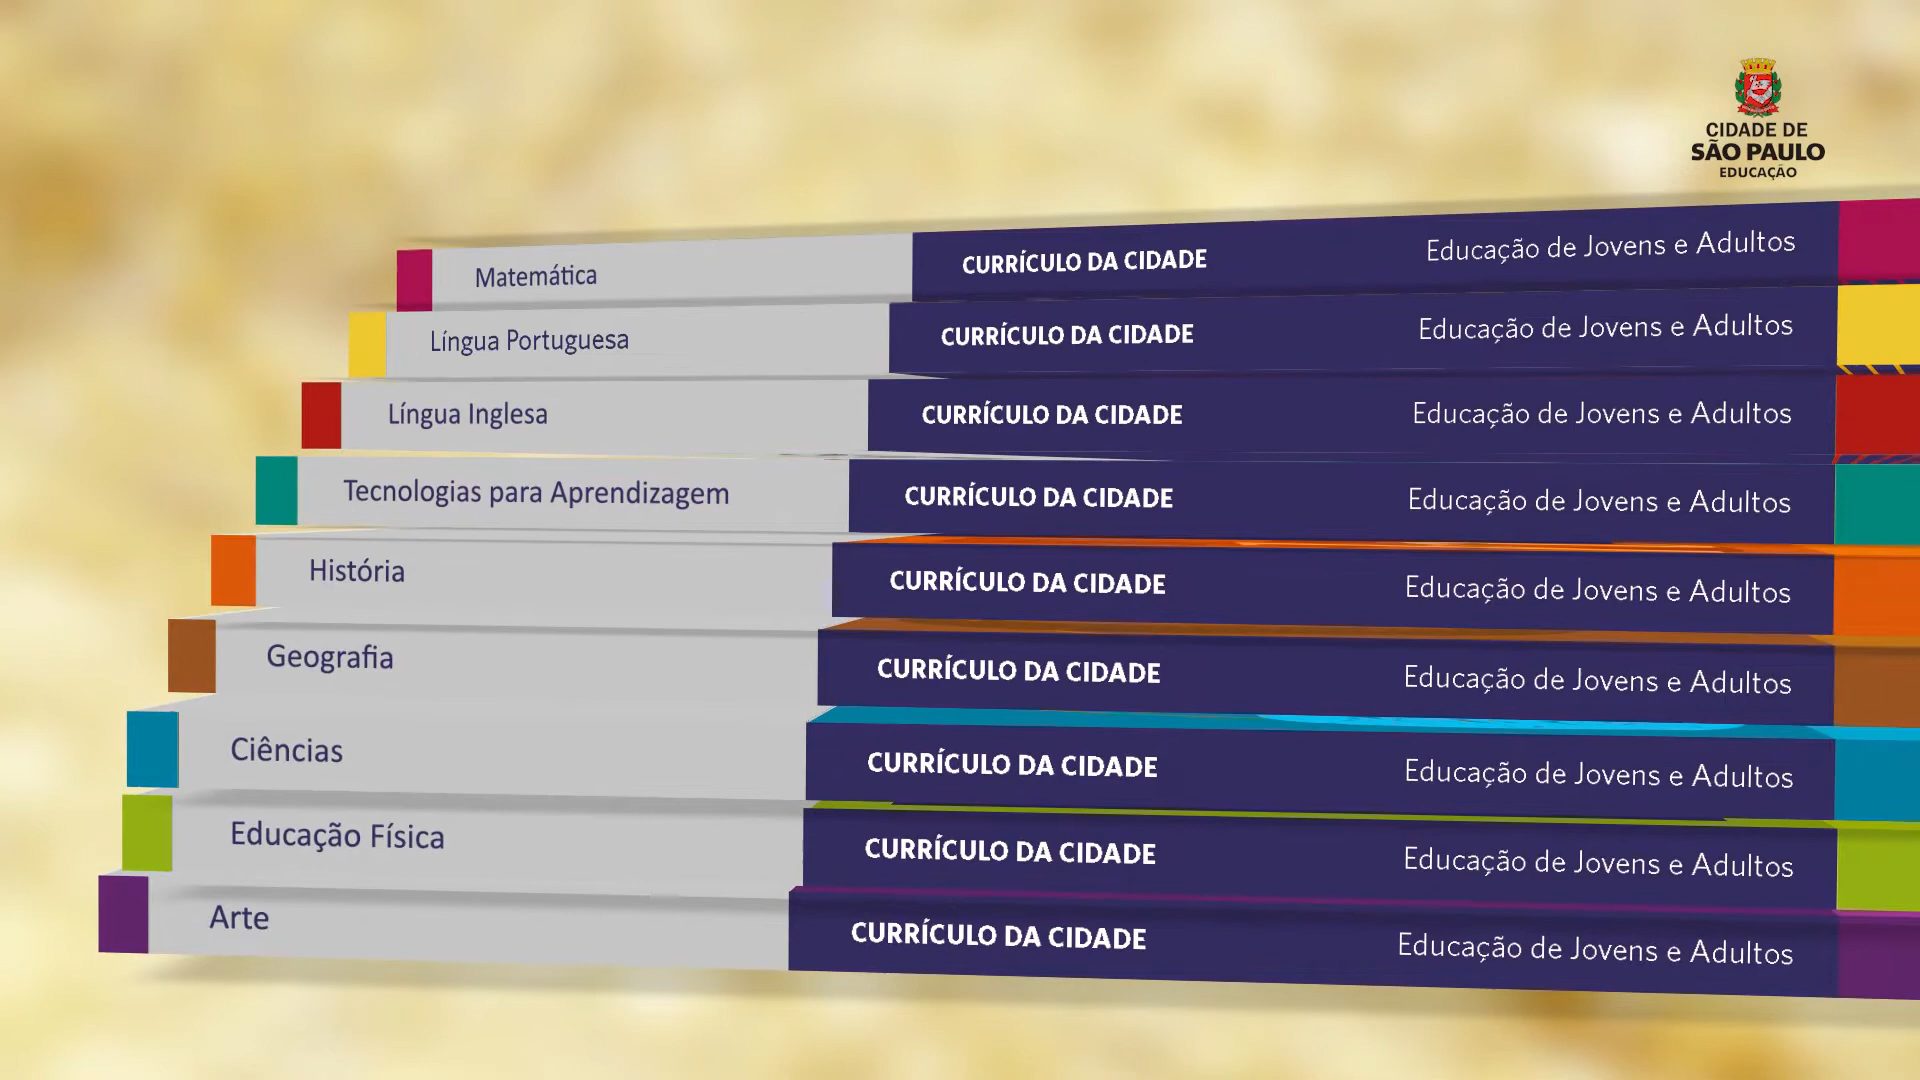 CIDADE DE
SÃO PAULO
EDUCAÇÃO
Matemática CURRÍCULO DA CIDADE Educação de Jovens e Adultos
Língua Portuguesa CURRÍCULO DA CIDADE Educação de Jovens e Adultos
Língua Inglesa CURRÍCULO DA CIDADE Educação de Jovens e Adultos
Tecnologias para Aprendizagem CURRÍCULO DA CIDADE Educação de Jovens e Adultos
História CURRÍCULO DA CIDADE Educação de Jovens e Adultos
Geografia CURRÍCULO DA CIDADE Educação de Jovens e Adultos
Ciências CURRÍCULO DA CIDADE Educação de Jovens e Adultos
Educação Física CURRÍCULO DA CIDADE Educação de Jovens e Adultos
Arte CURRÍCULO DA CIDADE Educação de Jovens e Adultos